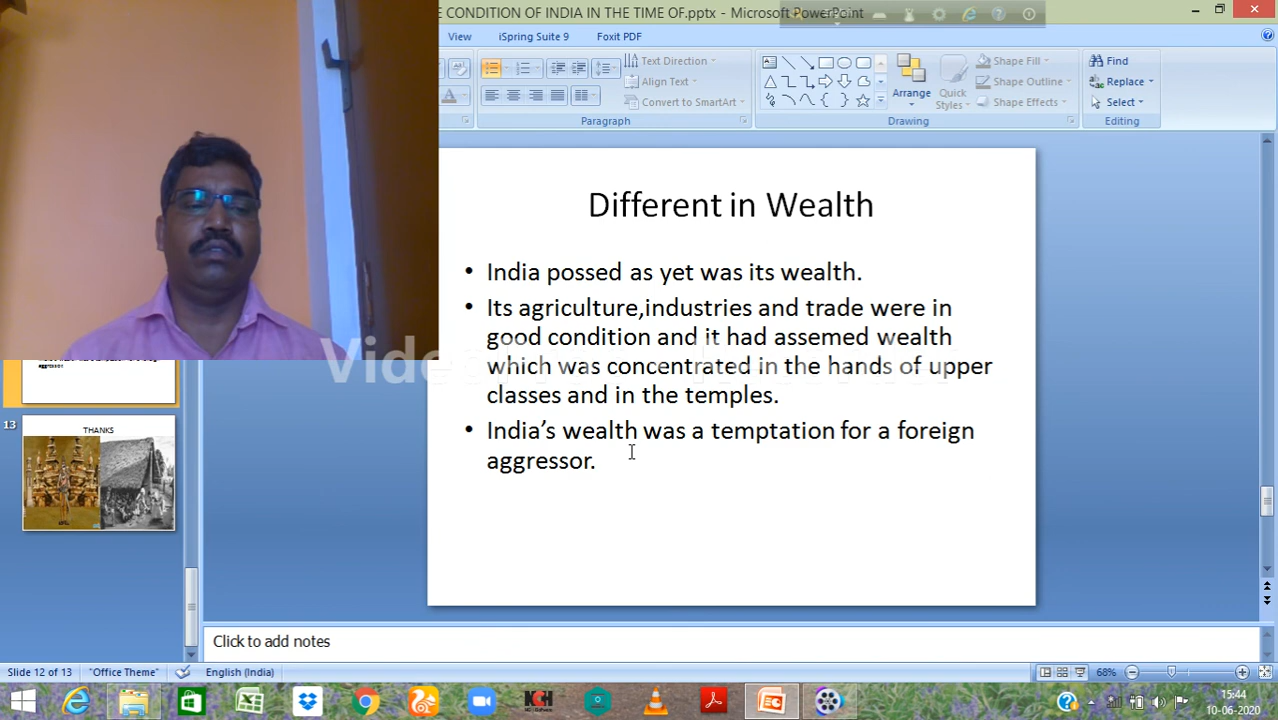 E CONDITION OF INDIA IN THE TIME OF.pptx - Microsoft PowerPoint
View iSpring Suite 9 Foxit PDF
Text Direction
Align Text
Convert to SmartArt
Paragraph
Arrange
Quick Styles
Shape Fill
Shape Outline
Shape Effects
Drawing
Find
Replace
Select
Editing
Different in Wealth
• India possed as yet was its wealth.
• Its agriculture,industries and trade were in
good condition and it had assemed wealth
which was concentrated in the hands of upper
classes and in the temples.
• India's wealth was a temptation for a foreign
aggressor.
13
THANKS
Click to add notes
Slide 12 of 13 "Office Theme" English (India) 68%
15:44
10-06-2020